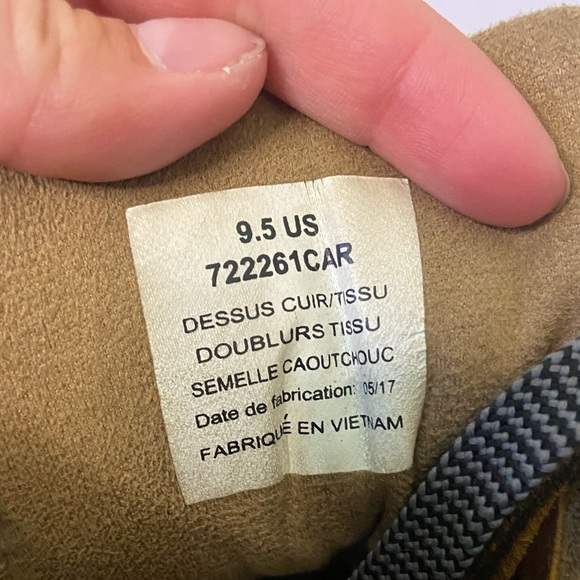 9.5 US
722261CAR
DESSUS CUIR/TISSU
DOUBLURS TISSU
SEMELLE CAOUTCHOUC
Date de fabrication: 05/17
FABRIQUÉ EN VIETNAM